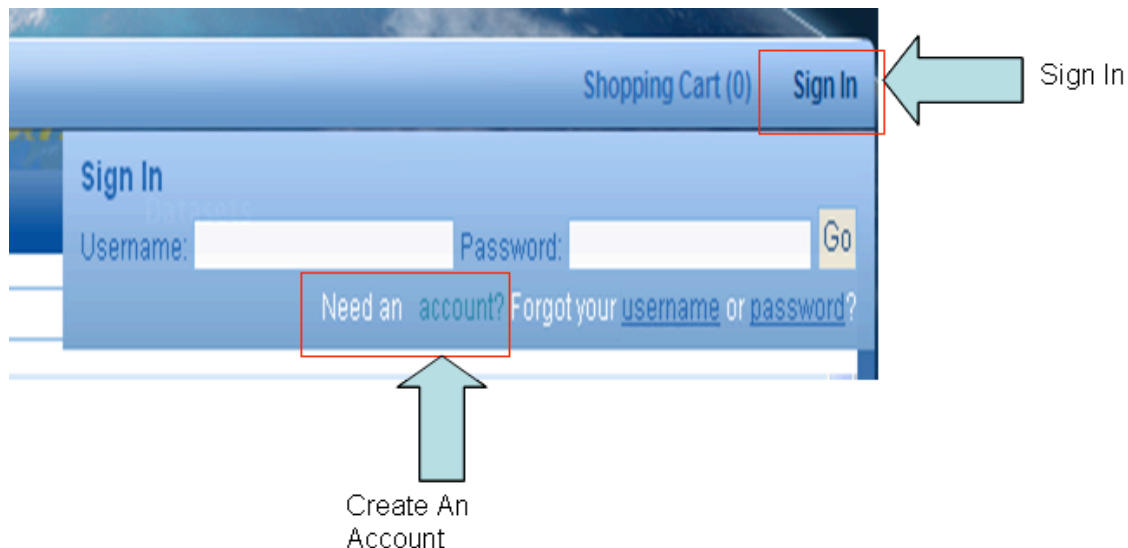 Shopping Cart (0) Sign In
Sign In
Sign In
Datasets
Username: Password: Go
Need an account? Forgot your username or password?
Create An
Account